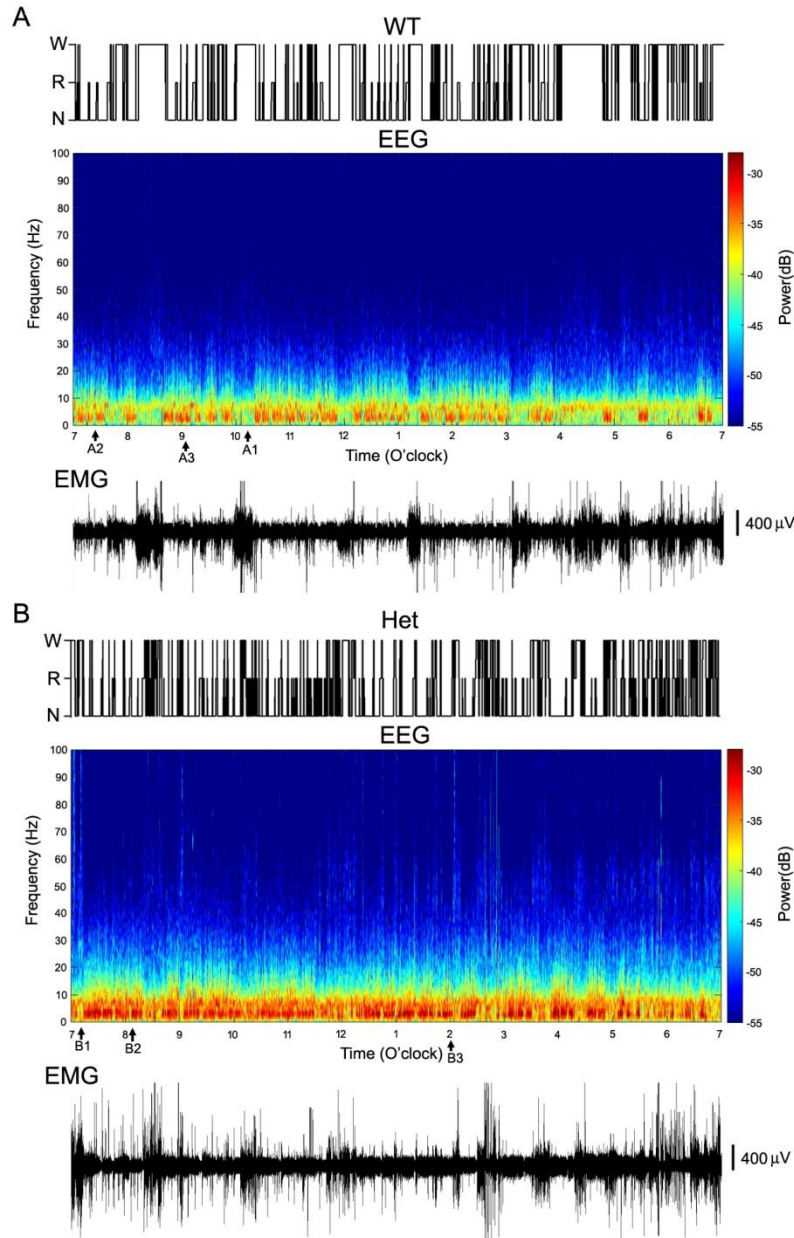 A
WT
W
R
N
EEG
100
90
80
70
60
50
40
30
20
10
0
Frequency (Hz)
-30
-35
-40
-45
-50
-55
Power(dB)
7 8 9 10 11 12 1 2 3 4 5 6 7
A2 A3 A1
Time (O'clock)
EMG
400 μV
B
Het
W
R
N
EEG
100
90
80
70
60
50
40
30
20
10
0
Frequency (Hz)
-30
-35
-40
-45
-50
-55
Power(dB)
7 8 9 10 11 12 1 2 3 4 5 6 7
B1 B2 Time (O'clock) B3
EMG
400 μV